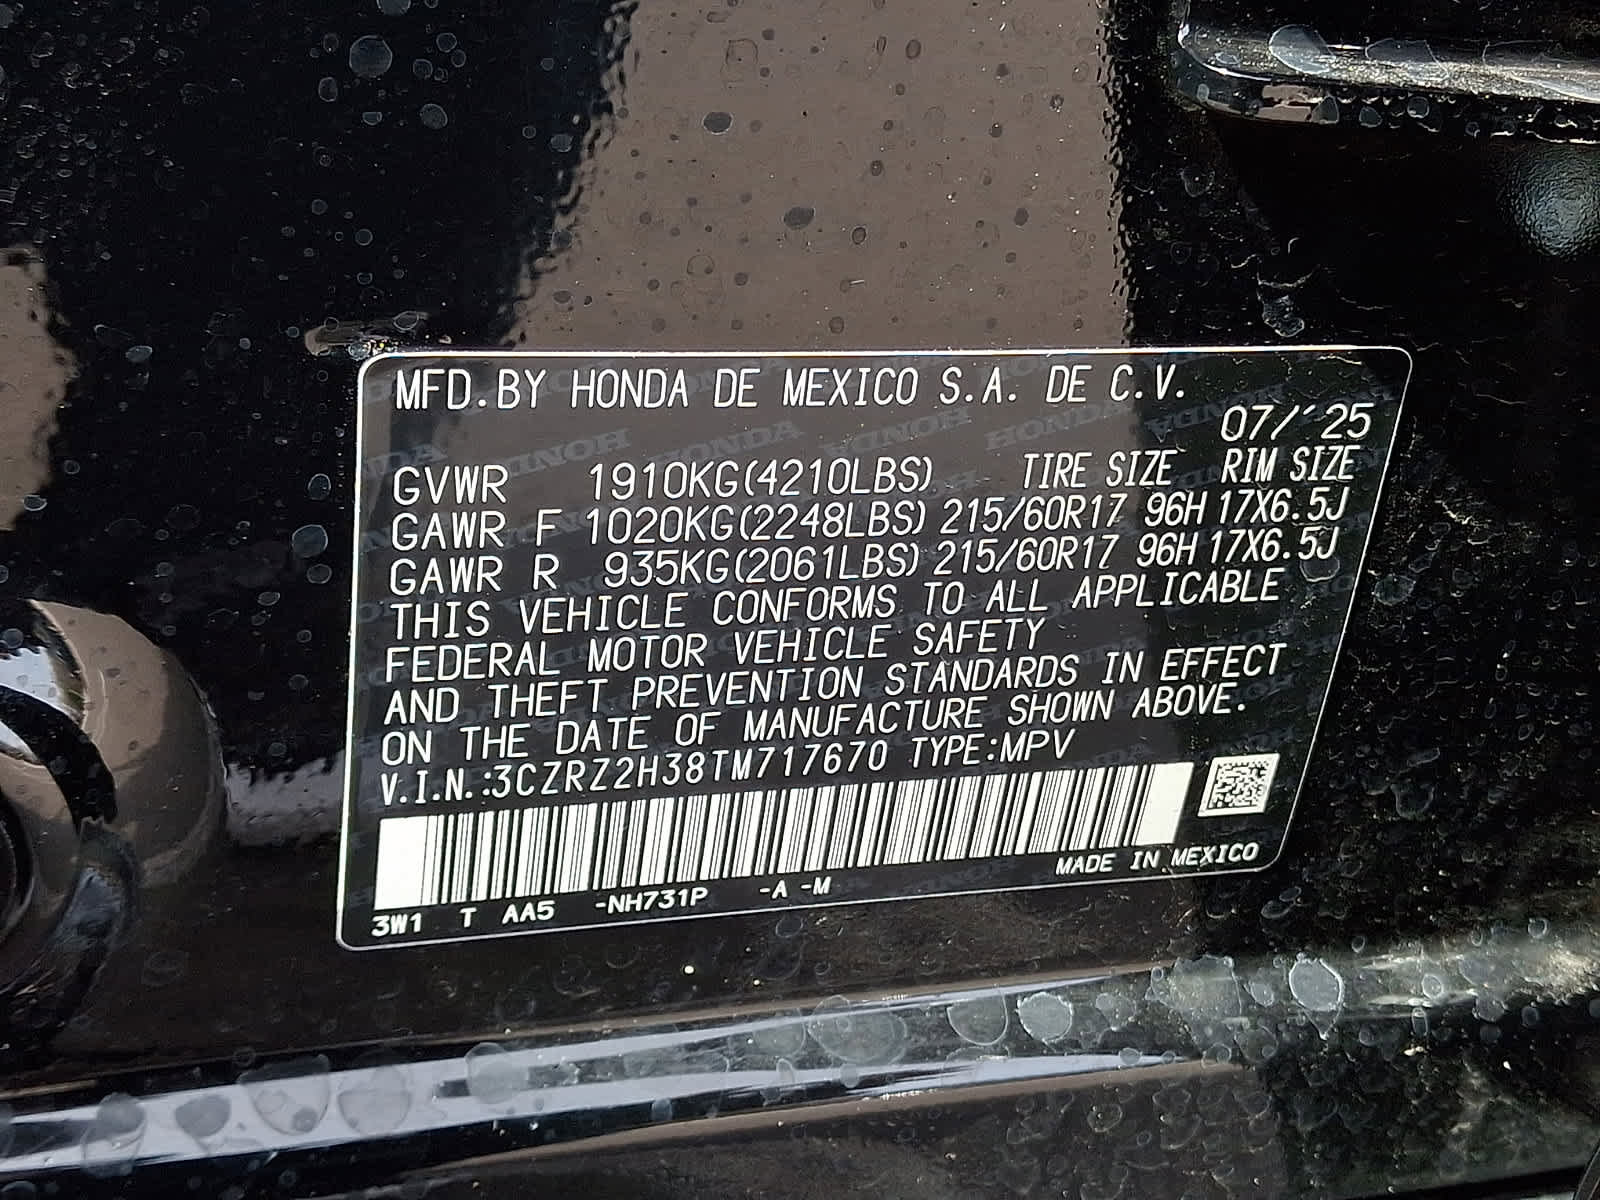 MFD. BY HONDA DE MEXICO S.A. DE C.V.
07/'25
GVWR 1910KG(4210LBS) TIRE SIZE RIM SIZE
GAWR F 1020KG(2248LBS) 215/60R17 96H 17X6.5J
GAWR R 935KG(2061LBS) 215/60R17 96H 17X6.5J
THIS VEHICLE CONFORMS TO ALL APPLICABLE
FEDERAL MOTOR VEHICLE SAFETY
AND THEFT PREVENTION STANDARDS IN EFFECT
ON THE DATE OF MANUFACTURE SHOWN ABOVE.
V.I.N.:3CZRZ2H38TM717670 TYPE:MPV
MADE IN MEXICO
3W1 T AA5 -NH731P -A -M